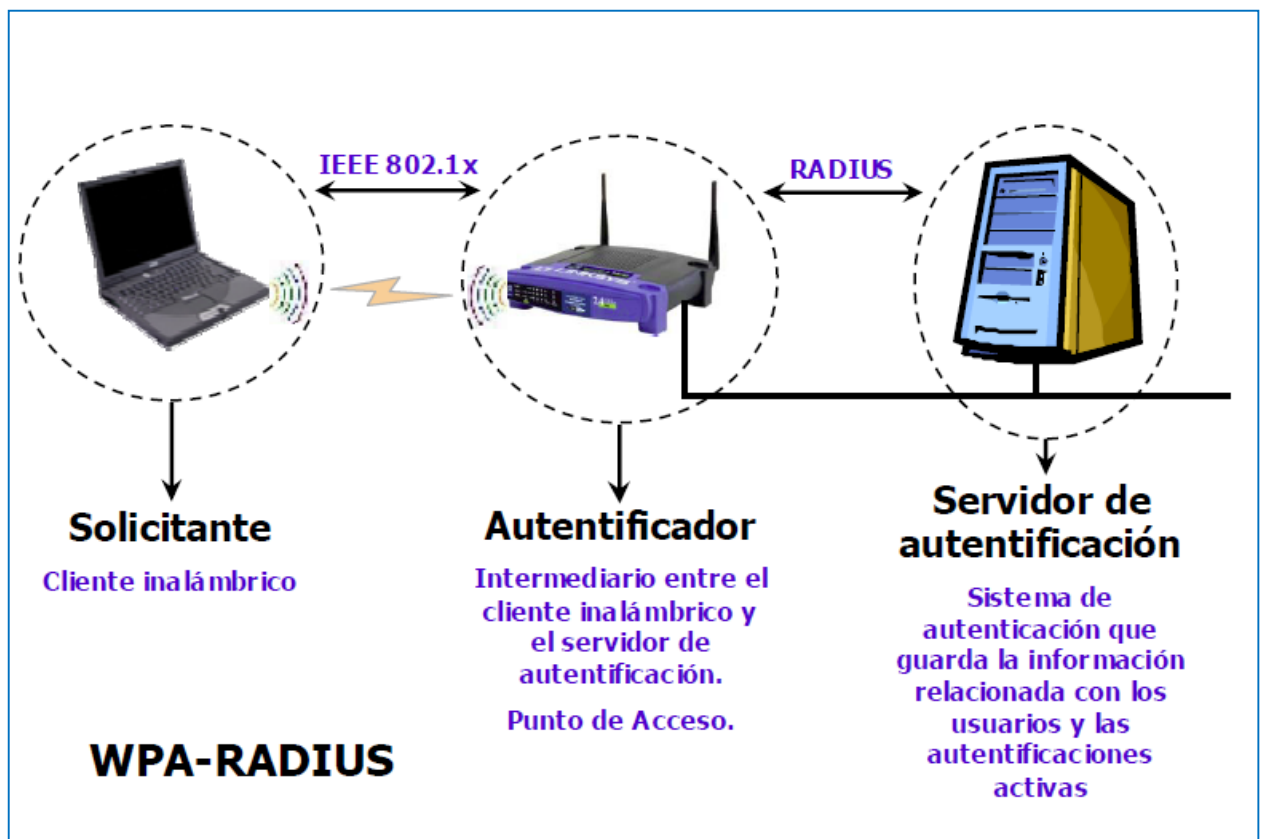 IEEE 802.1x
RADIUS
LINKSYS
Solicitante
Cliente inalámbrico
Autentificador
Intermediario entre el
cliente inalámbrico y
el servidor de
autentificación.
Punto de Acceso.
Servidor de
autentificación
Sistema de
autenticación que
guarda la información
relacionada con los
usuarios y las
autentificaciones
activas
WPA-RADIUS